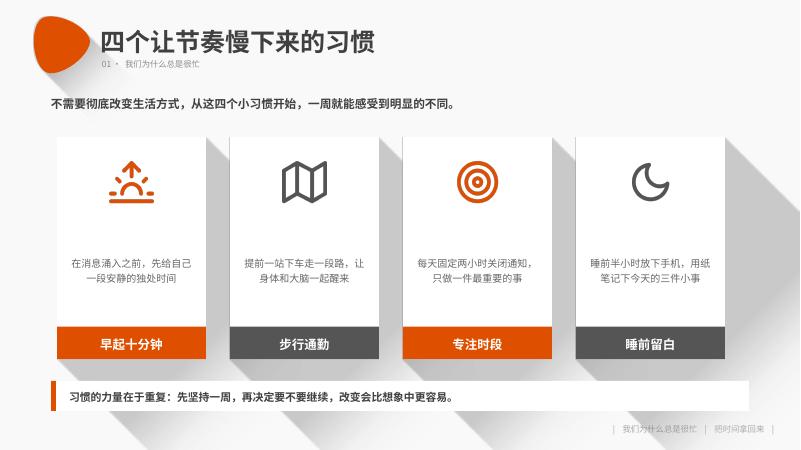 四个让节奏慢下来的习惯
01 • 我们为什么总是很忙
不需要彻底改变生活方式，从这四个小习惯开始，一周就能感受到明显的不同。
在消息涌入之前，先给自己
一段安静的独处时间
早起十分钟
提前一站下车走一段路，让
身体和大脑一起醒来
步行通勤
每天固定两小时关闭通知，
只做一件最重要的事
专注时段
睡前半小时放下手机，用纸
笔记下今天的三件小事
睡前留白
习惯的力量在于重复：先坚持一周，再决定要不要继续，改变会比想象中更容易。
| 我们为什么总是很忙 | 把时间拿回来 |